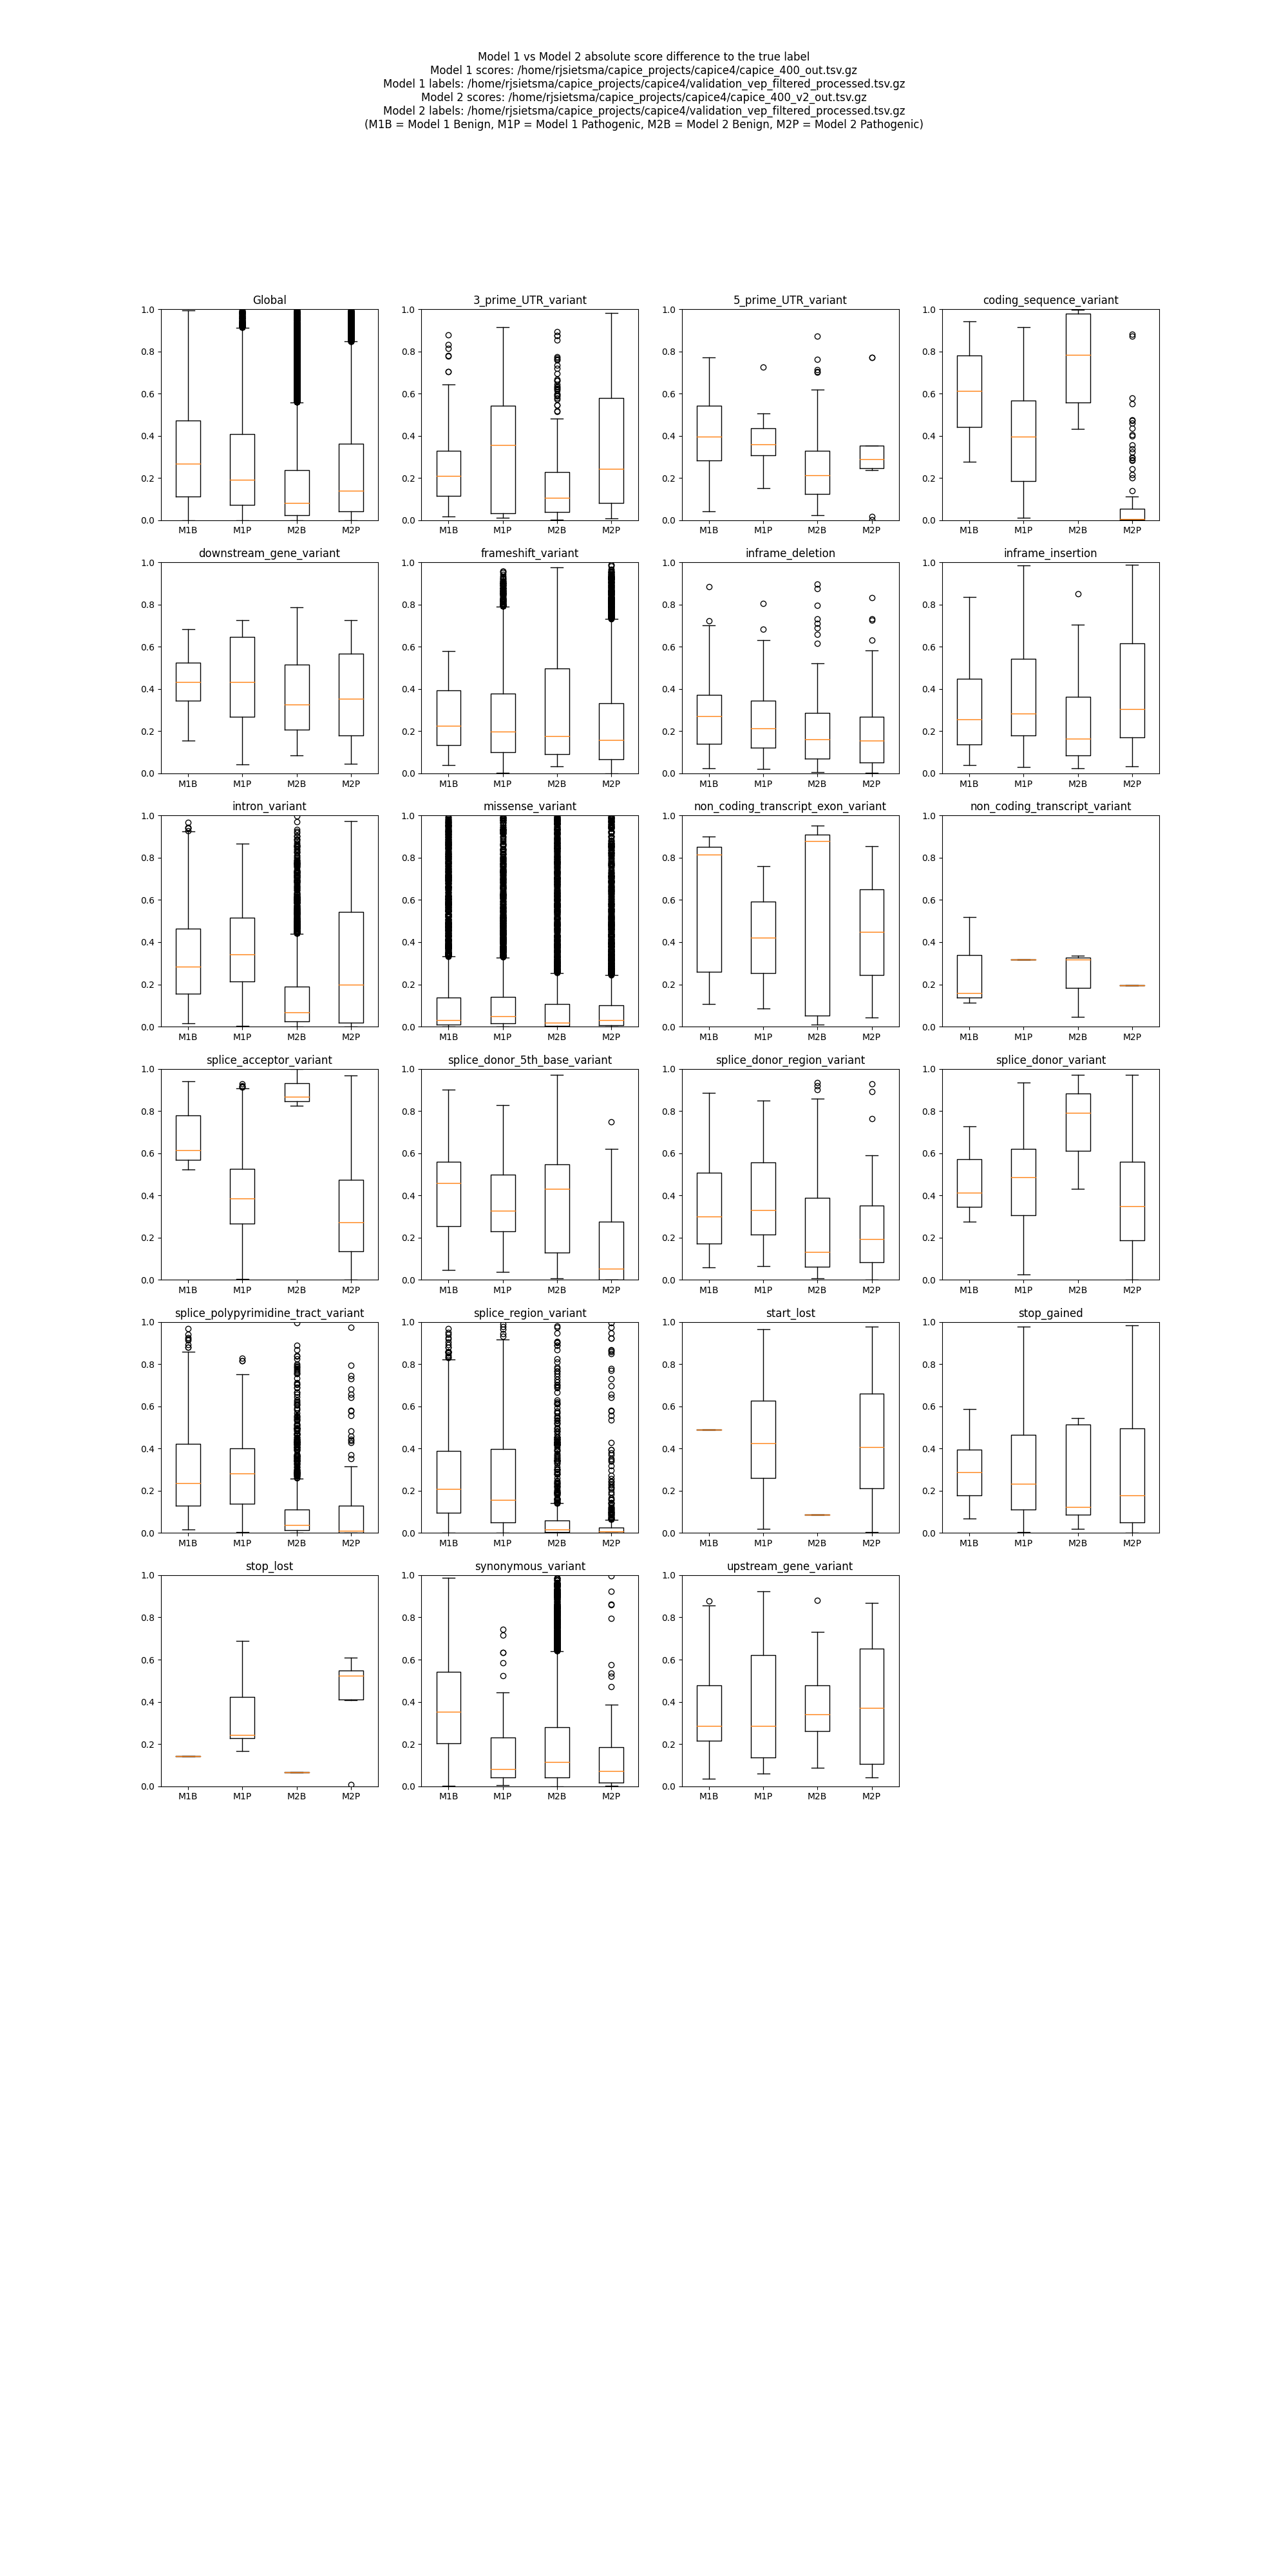 Model 1 vs Model 2 absolute score difference to the true label
Model 1 scores: /home/rjsietsma/capice_projects/capice4/capice_400_out.tsv.gz
Model 1 labels: /home/rjsietsma/capice_projects/capice4/validation_vep_filtered_processed.tsv.gz
Model 2 scores: /home/rjsietsma/capice_projects/capice4/capice_400_v2_out.tsv.gz
Model 2 labels: /home/rjsietsma/capice_projects/capice4/validation_vep_filtered_processed.tsv.gz
(M1B = Model 1 Benign, M1P = Model 1 Pathogenic, M2B = Model 2 Benign, M2P = Model 2 Pathogenic)
Global 3_prime_UTR_variant 5_prime_UTR_variant coding_sequence_variant
1.0 1.0 1.0 1.0
0.8 0.8 0.8 0.8
0.6 0.6 0.6 0.6
0.4 0.4 0.4 0.4
0.2 0.2 0.2 0.2
0.0 0.0 0.0 0.0
M1B M1P M2B M2P M1B M1P M2B M2P M1B M1P M2B M2P M1B M1P M2B M2P
downstream_gene_variant frameshift_variant inframe_deletion inframe_insertion
1.0 1.0 1.0 1.0
0.8 0.8 0.8 0.8
0.6 0.6 0.6 0.6
0.4 0.4 0.4 0.4
0.2 0.2 0.2 0.2
0.0 0.0 0.0 0.0
M1B M1P M2B M2P M1B M1P M2B M2P M1B M1P M2B M2P M1B M1P M2B M2P
intron_variant missense_variant non_coding_transcript_exon_variant non_coding_transcript_variant
1.0 1.0 1.0 1.0
0.8 0.8 0.8 0.8
0.6 0.6 0.6 0.6
0.4 0.4 0.4 0.4
0.2 0.2 0.2 0.2
0.0 0.0 0.0 0.0
M1B M1P M2B M2P M1B M1P M2B M2P M1B M1P M2B M2P M1B M1P M2B M2P
splice_acceptor_variant splice_donor_5th_base_variant splice_donor_region_variant splice_donor_variant
1.0 1.0 1.0 1.0
0.8 0.8 0.8 0.8
0.6 0.6 0.6 0.6
0.4 0.4 0.4 0.4
0.2 0.2 0.2 0.2
0.0 0.0 0.0 0.0
M1B M1P M2B M2P M1B M1P M2B M2P M1B M1P M2B M2P M1B M1P M2B M2P
splice_polypyrimidine_tract_variant splice_region_variant start_lost stop_gained
1.0 1.0 1.0 1.0
0.8 0.8 0.8 0.8
0.6 0.6 0.6 0.6
0.4 0.4 0.4 0.4
0.2 0.2 0.2 0.2
0.0 0.0 0.0 0.0
M1B M1P M2B M2P M1B M1P M2B M2P M1B M1P M2B M2P M1B M1P M2B M2P
stop_lost synonymous_variant upstream_gene_variant
1.0 1.0 1.0
0.8 0.8 0.8
0.6 0.6 0.6
0.4 0.4 0.4
0.2 0.2 0.2
0.0 0.0 0.0
M1B M1P M2B M2P M1B M1P M2B M2P M1B M1P M2B M2P